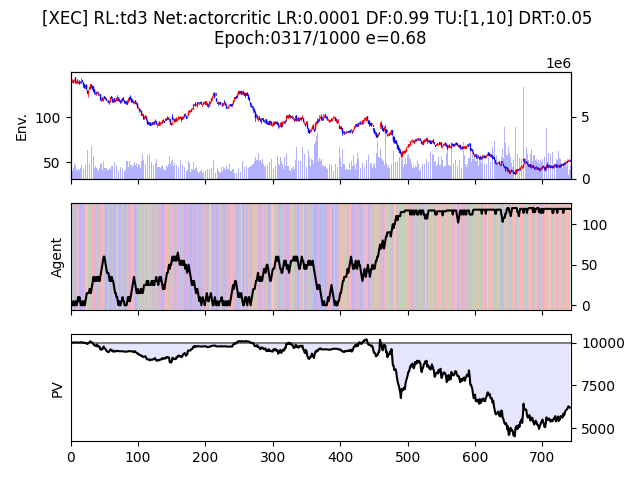 [XEC] RL:td3 Net:actorcritic LR:0.0001 DF:0.99 TU:[1,10] DRT:0.05
Epoch:0317/1000 e=0.68
1e6
Env.
100
50
5
0
Agent
100
50
0
PV
10000
7500
5000
0 100 200 300 400 500 600 700